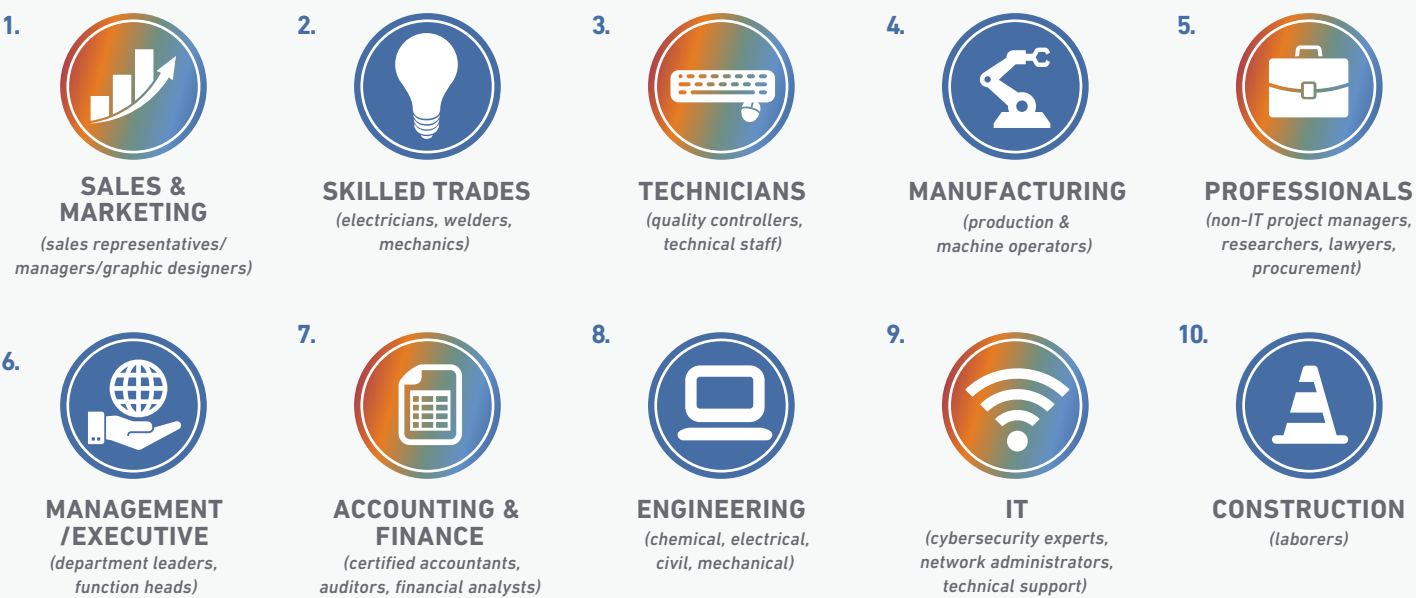 1.
SALES &
MARKETING
(sales representatives/
managers/graphic designers)
2.
SKILLED TRADES
(electricians, welders,
mechanics)
3.
TECHNICIANS
(quality controllers,
technical staff)
4.
MANUFACTURING
(production &
machine operators)
5.
PROFESSIONALS
(non-IT project managers,
researchers, lawyers,
procurement)
6.
MANAGEMENT
/EXECUTIVE
(department leaders,
function heads)
7.
ACCOUNTING &
FINANCE
(certified accountants,
auditors, financial analysts)
8.
ENGINEERING
(chemical, electrical,
civil, mechanical)
9.
IT
(cybersecurity experts,
network administrators,
technical support)
10.
CONSTRUCTION
(laborers)